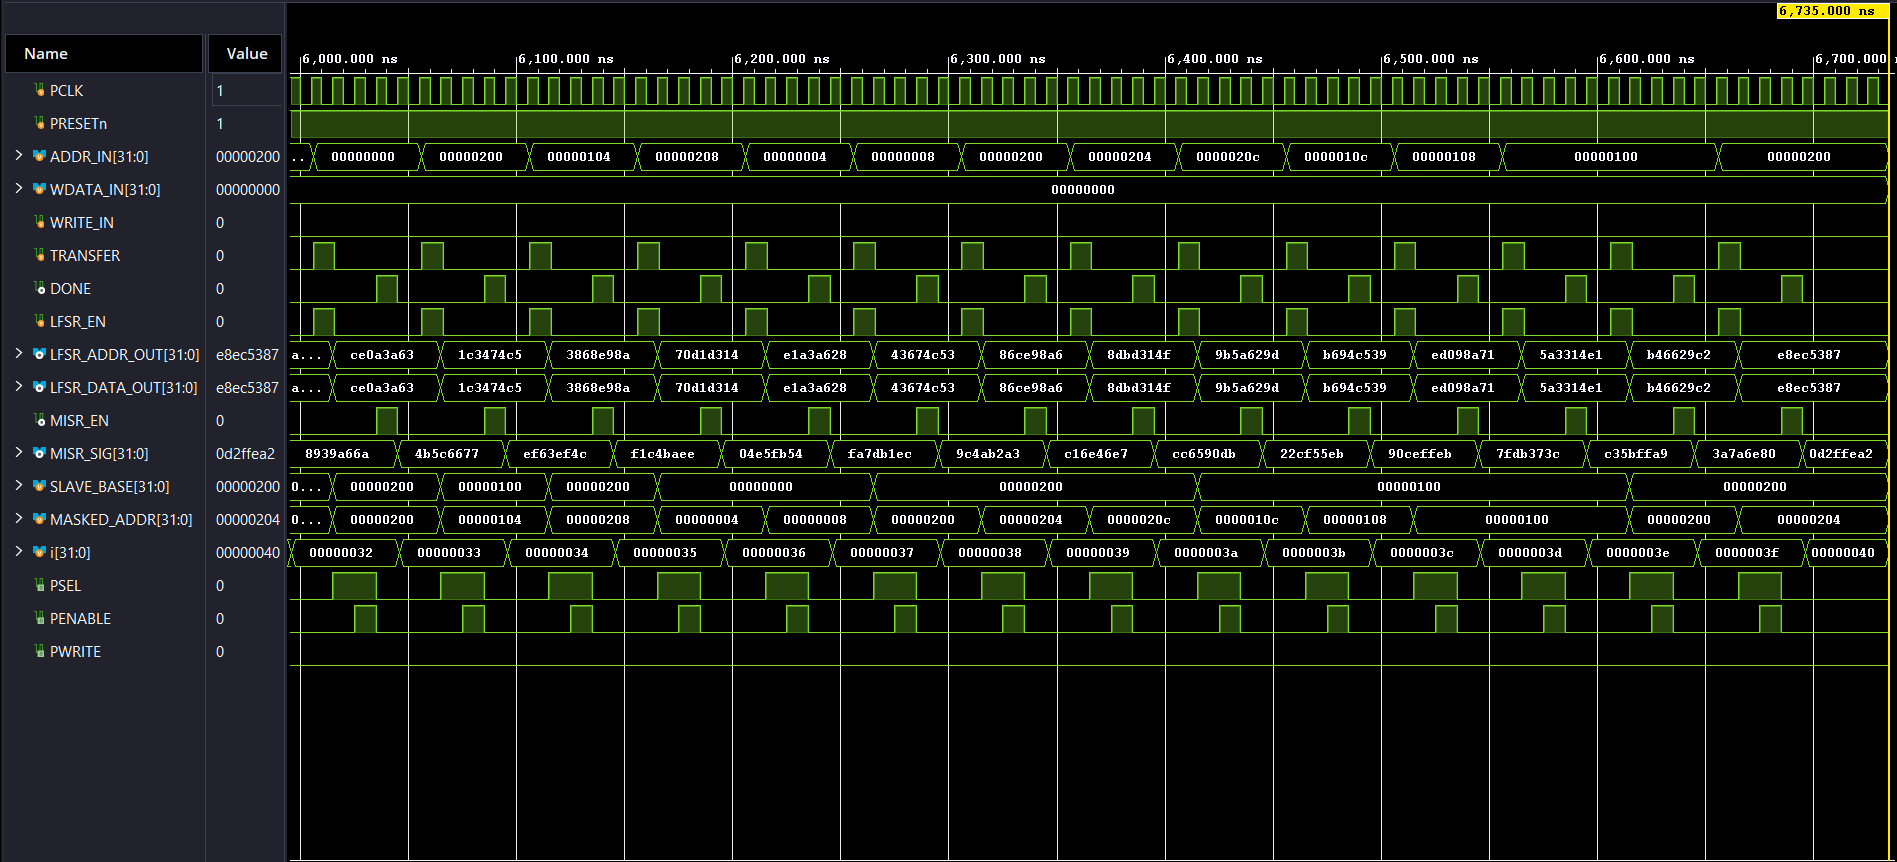 6,735.000 ns
Name Value 6,000.000 ns 6,100.000 ns 6,200.000 ns 6,300.000 ns 6,400.000 ns 6,500.000 ns 6,600.000 ns 6,700.000
PCLK 1
PRESETn 1
ADDR_IN[31:0] 00000200 .. 00000000 00000200 00000104 00000208 00000004 00000008 00000200 00000204 0000020c 0000010c 00000108 00000100 00000200
WDATA_IN[31:0] 00000000 00000000
WRITE_IN 0
TRANSFER 0
DONE 0
LFSR_EN 0
LFSR_ADDR_OUT[31:0] e8ec5387 a... ce0a3a63 1c3474c5 3868e98a 70d1d314 e1a3a628 43674c53 86ce98a6 8dbd314f 9b5a629d b694c539 ed098a71 5a3314e1 b46629c2 e8ec5387
LFSR_DATA_OUT[31:0] e8ec5387 a... ce0a3a63 1c3474c5 3868e98a 70d1d314 e1a3a628 43674c53 86ce98a6 8dbd314f 9b5a629d b694c539 ed098a71 5a3314e1 b46629c2 e8ec5387
MISR_EN 0
MISR_SIG[31:0] 0d2ffea2 8939a66a 4b5c6677 ef63ef4c f1c4baee 04e5fb54 fa7db1ec 9c4ab2a3 c16e46e7 cc6590db 22cf55eb 90ceffeb 7fdb373c c35bffa9 3a7a6e80 0d2ffea2
SLAVE_BASE[31:0] 00000200 0... 00000200 00000100 00000200 00000000 00000200 00000100 00000200
MASKED_ADDR[31:0] 00000204 0... 00000200 00000104 00000208 00000004 00000008 00000200 00000204 0000020c 0000010c 00000108 00000100 00000200 00000204
i[31:0] 00000040 00000032 00000033 00000034 00000035 00000036 00000037 00000038 00000039 0000003a 0000003b 0000003c 0000003d 0000003e 0000003f 00000040
PSEL 0
PENABLE 0
PWRITE 0